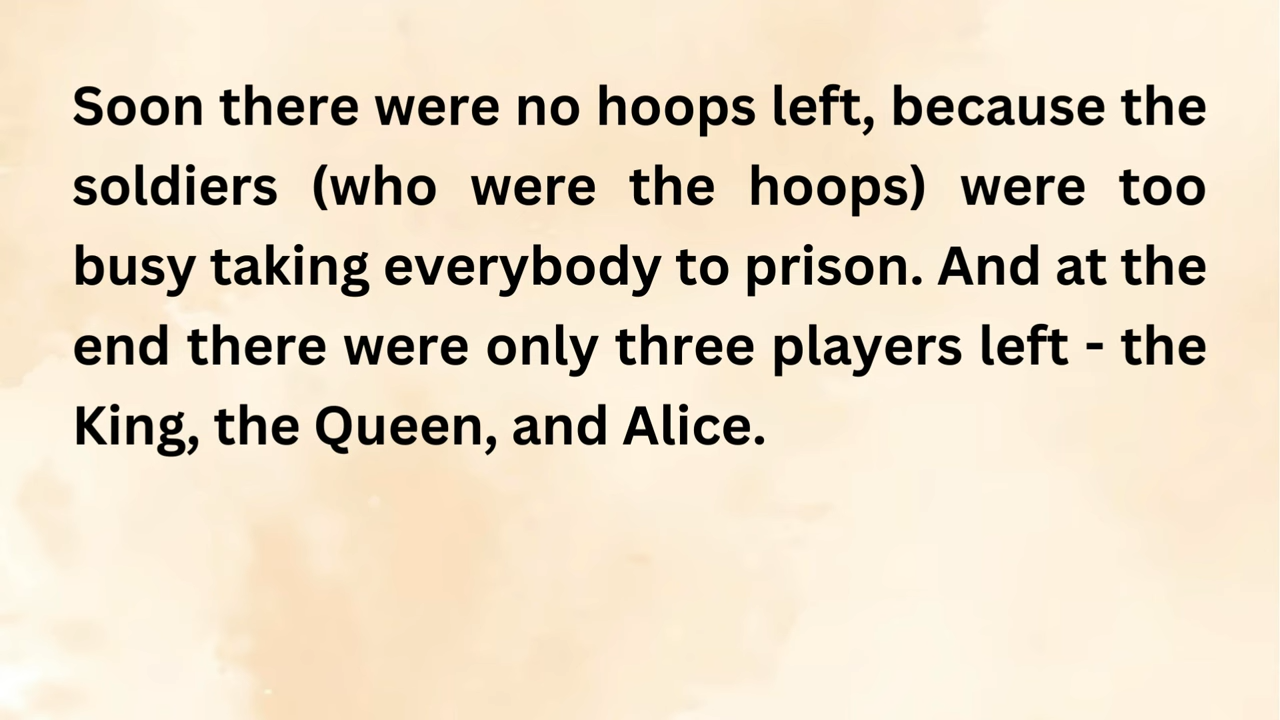 Soon there were no hoops left, because the
soldiers (who were the hoops) were too
busy taking everybody to prison. And at the
end there were only three players left - the
King, the Queen, and Alice.